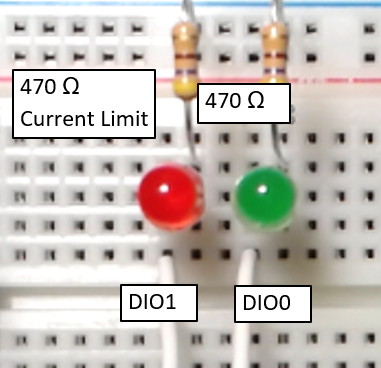 470 Ω
Current Limit
470 Ω
DIO1
DIO0